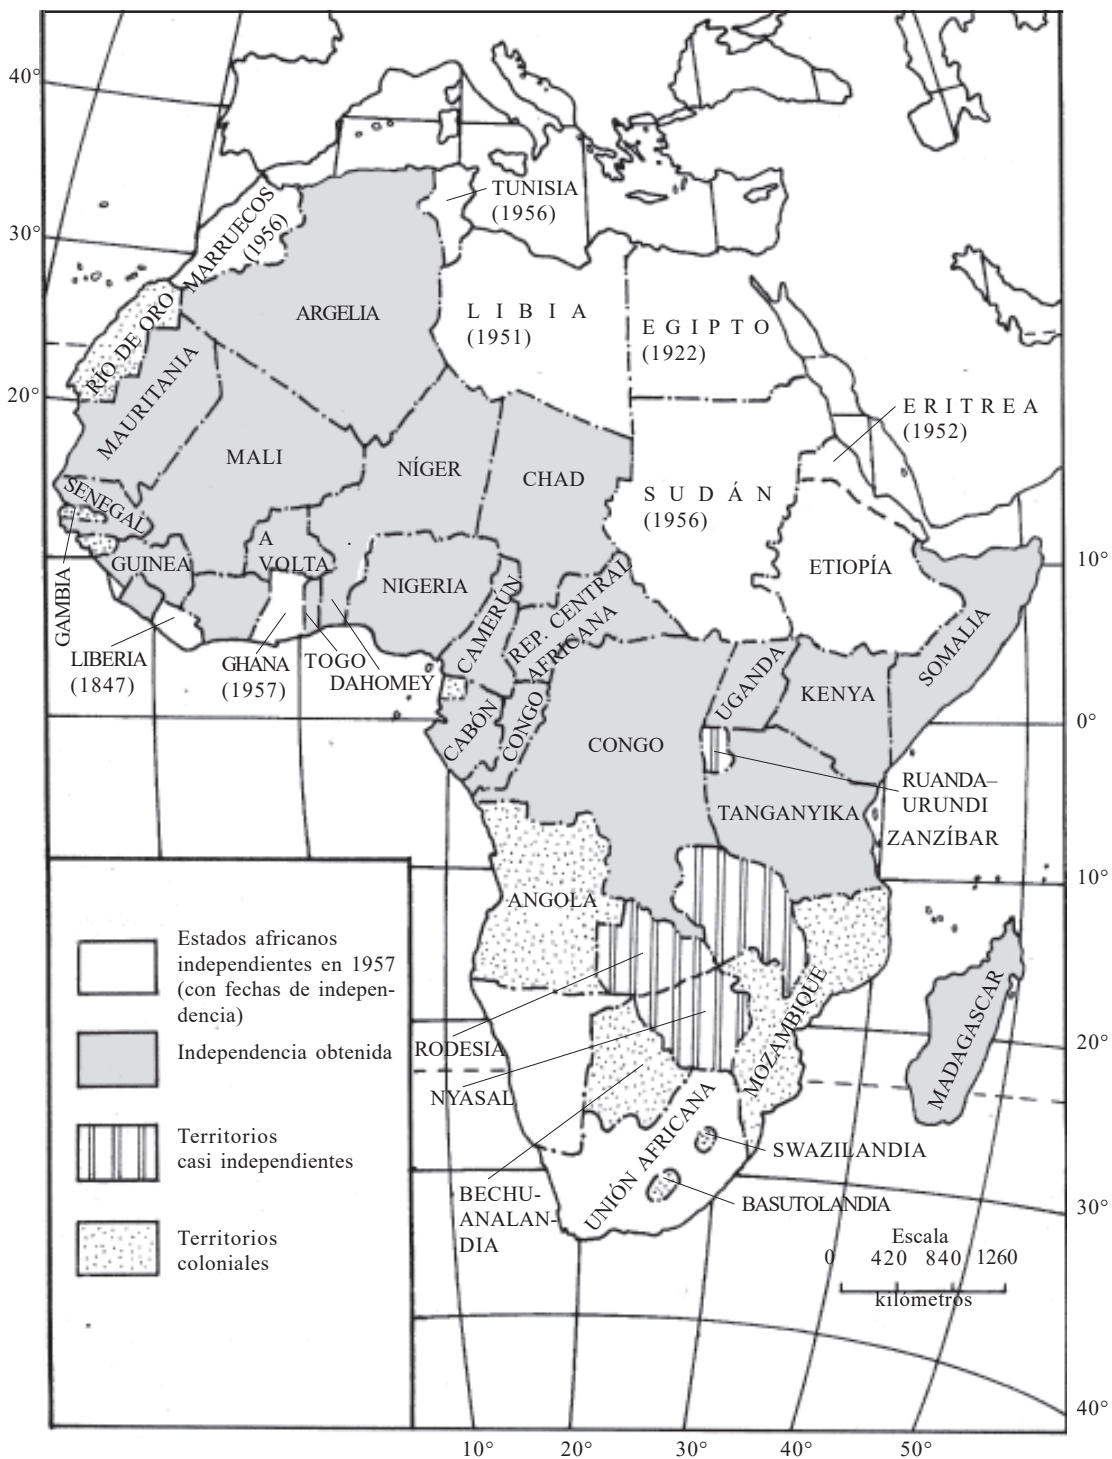 40°
30°
20°
TUNISIA
(1956)
MARRUECOS
(1956)
RÍO DE ORO
ARGELIA
LIBIA
(1951)
EGIPTO
(1922)
MAURITANIA
MALI
NÍGER
CHAD
SUDÁN
(1956)
ERITREA
(1952)
SENEGAL
GAMBIA
GUINEA
A
VOLTA
NIGERIA
CAMERÚN
REP. CENTRAL
AFRICANA
ETIOPÍA
SOMALIA
10°
LIBERIA
(1847)
GHANA
(1957)
TOGO
DAHOMEY
CABÓN
CONGO
CONGO
UGANDA
KENYA
0°
RUANDA–
URUNDI
TANGANYIKA
ZANZÍBAR
10°
ANGOLA
MOZAMBIQUE
MADAGASCAR
RODESIA
NYASAL
20°
UNIÓN AFRICANA
SWAZILANDIA
BASUTOLANDIA
BECHU-
ANALAN-
DIA
30°
Escala
0 420 840 1260
kilómetros
40°
10° 20° 30° 40° 50°
Estados africanos
independientes en 1957
(con fechas de indepen-
dencia)
Independencia obtenida
Territorios
casi independientes
Territorios
coloniales